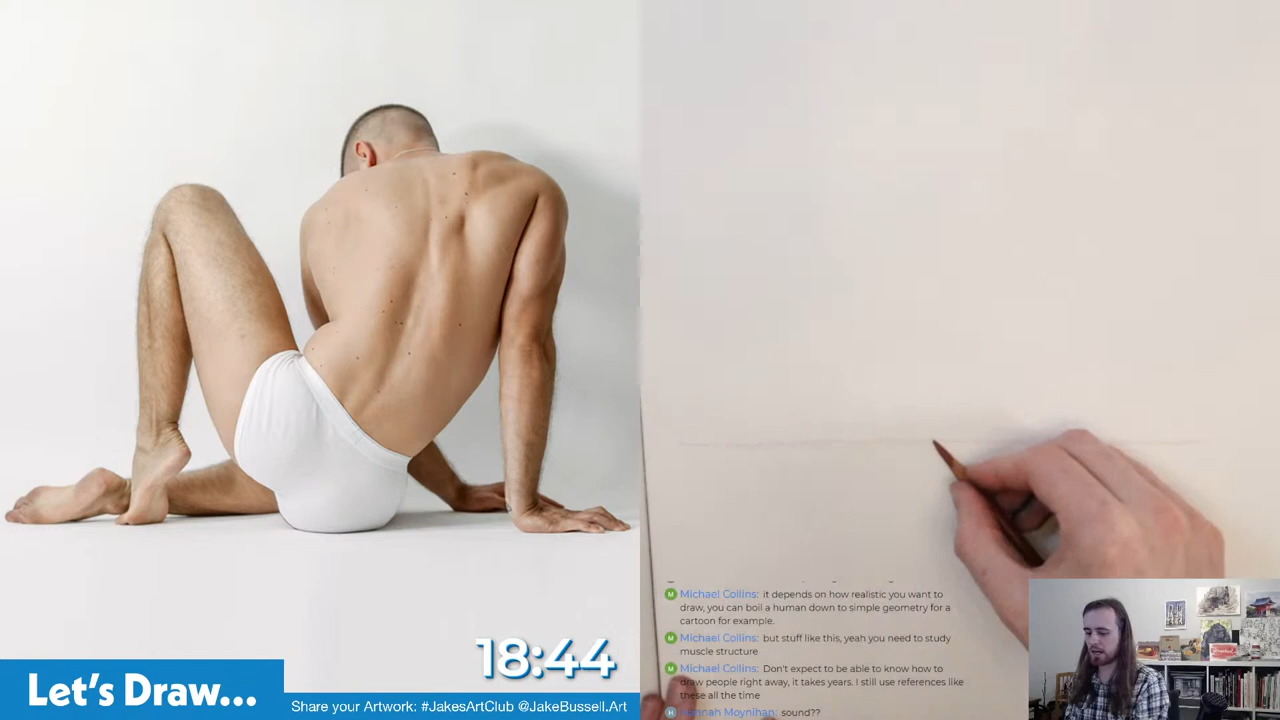 18:44
Let's Draw...
Share your Artwork: #JakesArtClub @JakeBussell.Art
Michael Collins: it depends on how realistic you want to
draw, you can boil a human down to simple geometry for a
cartoon for example.
Michael Collins: but stuff like this, yeah you need to study
muscle structure
Michael Collins: Don't expect to be able to know how to
draw people right away, it takes years. I still use references like
these all the time
Hannah Moynihan: sound??